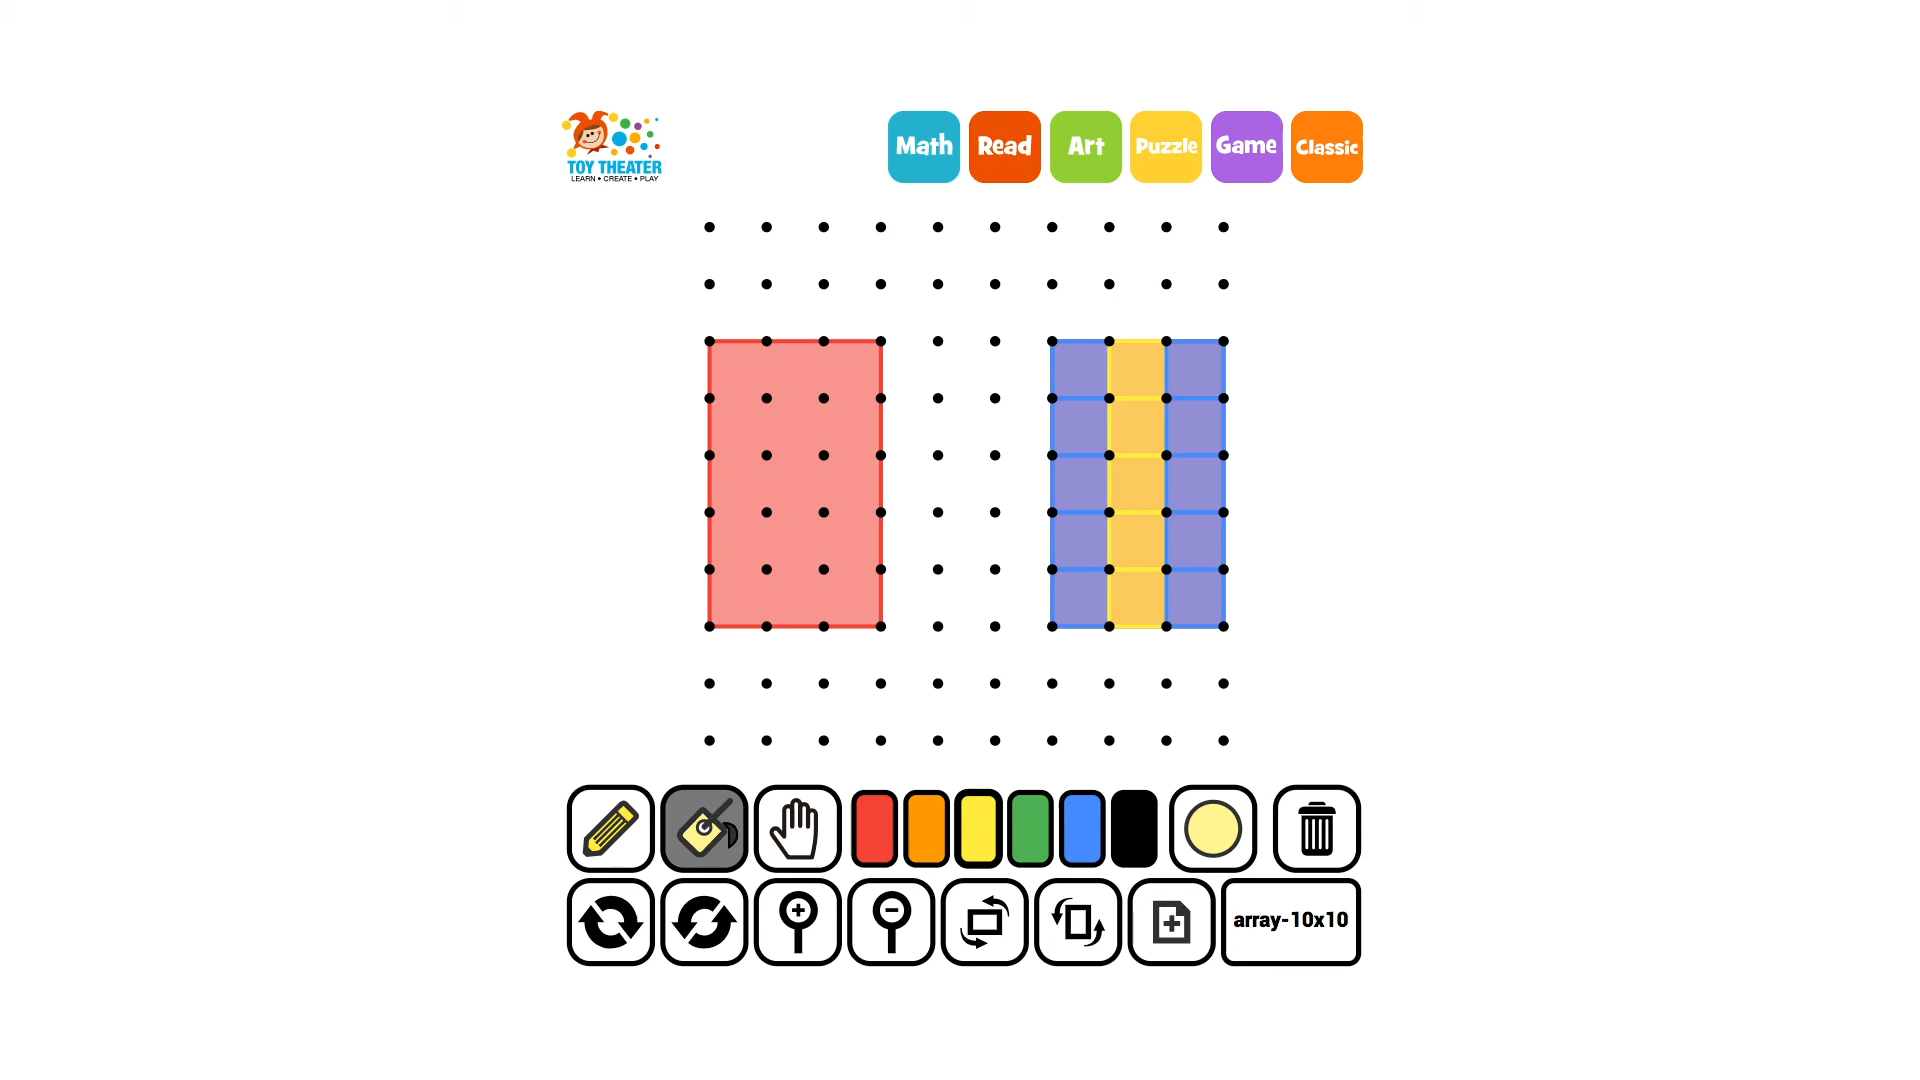 TOY THEATER
LEARN • CREATE • PLAY
Math Read Art Puzzle Game Classic
array-10x10